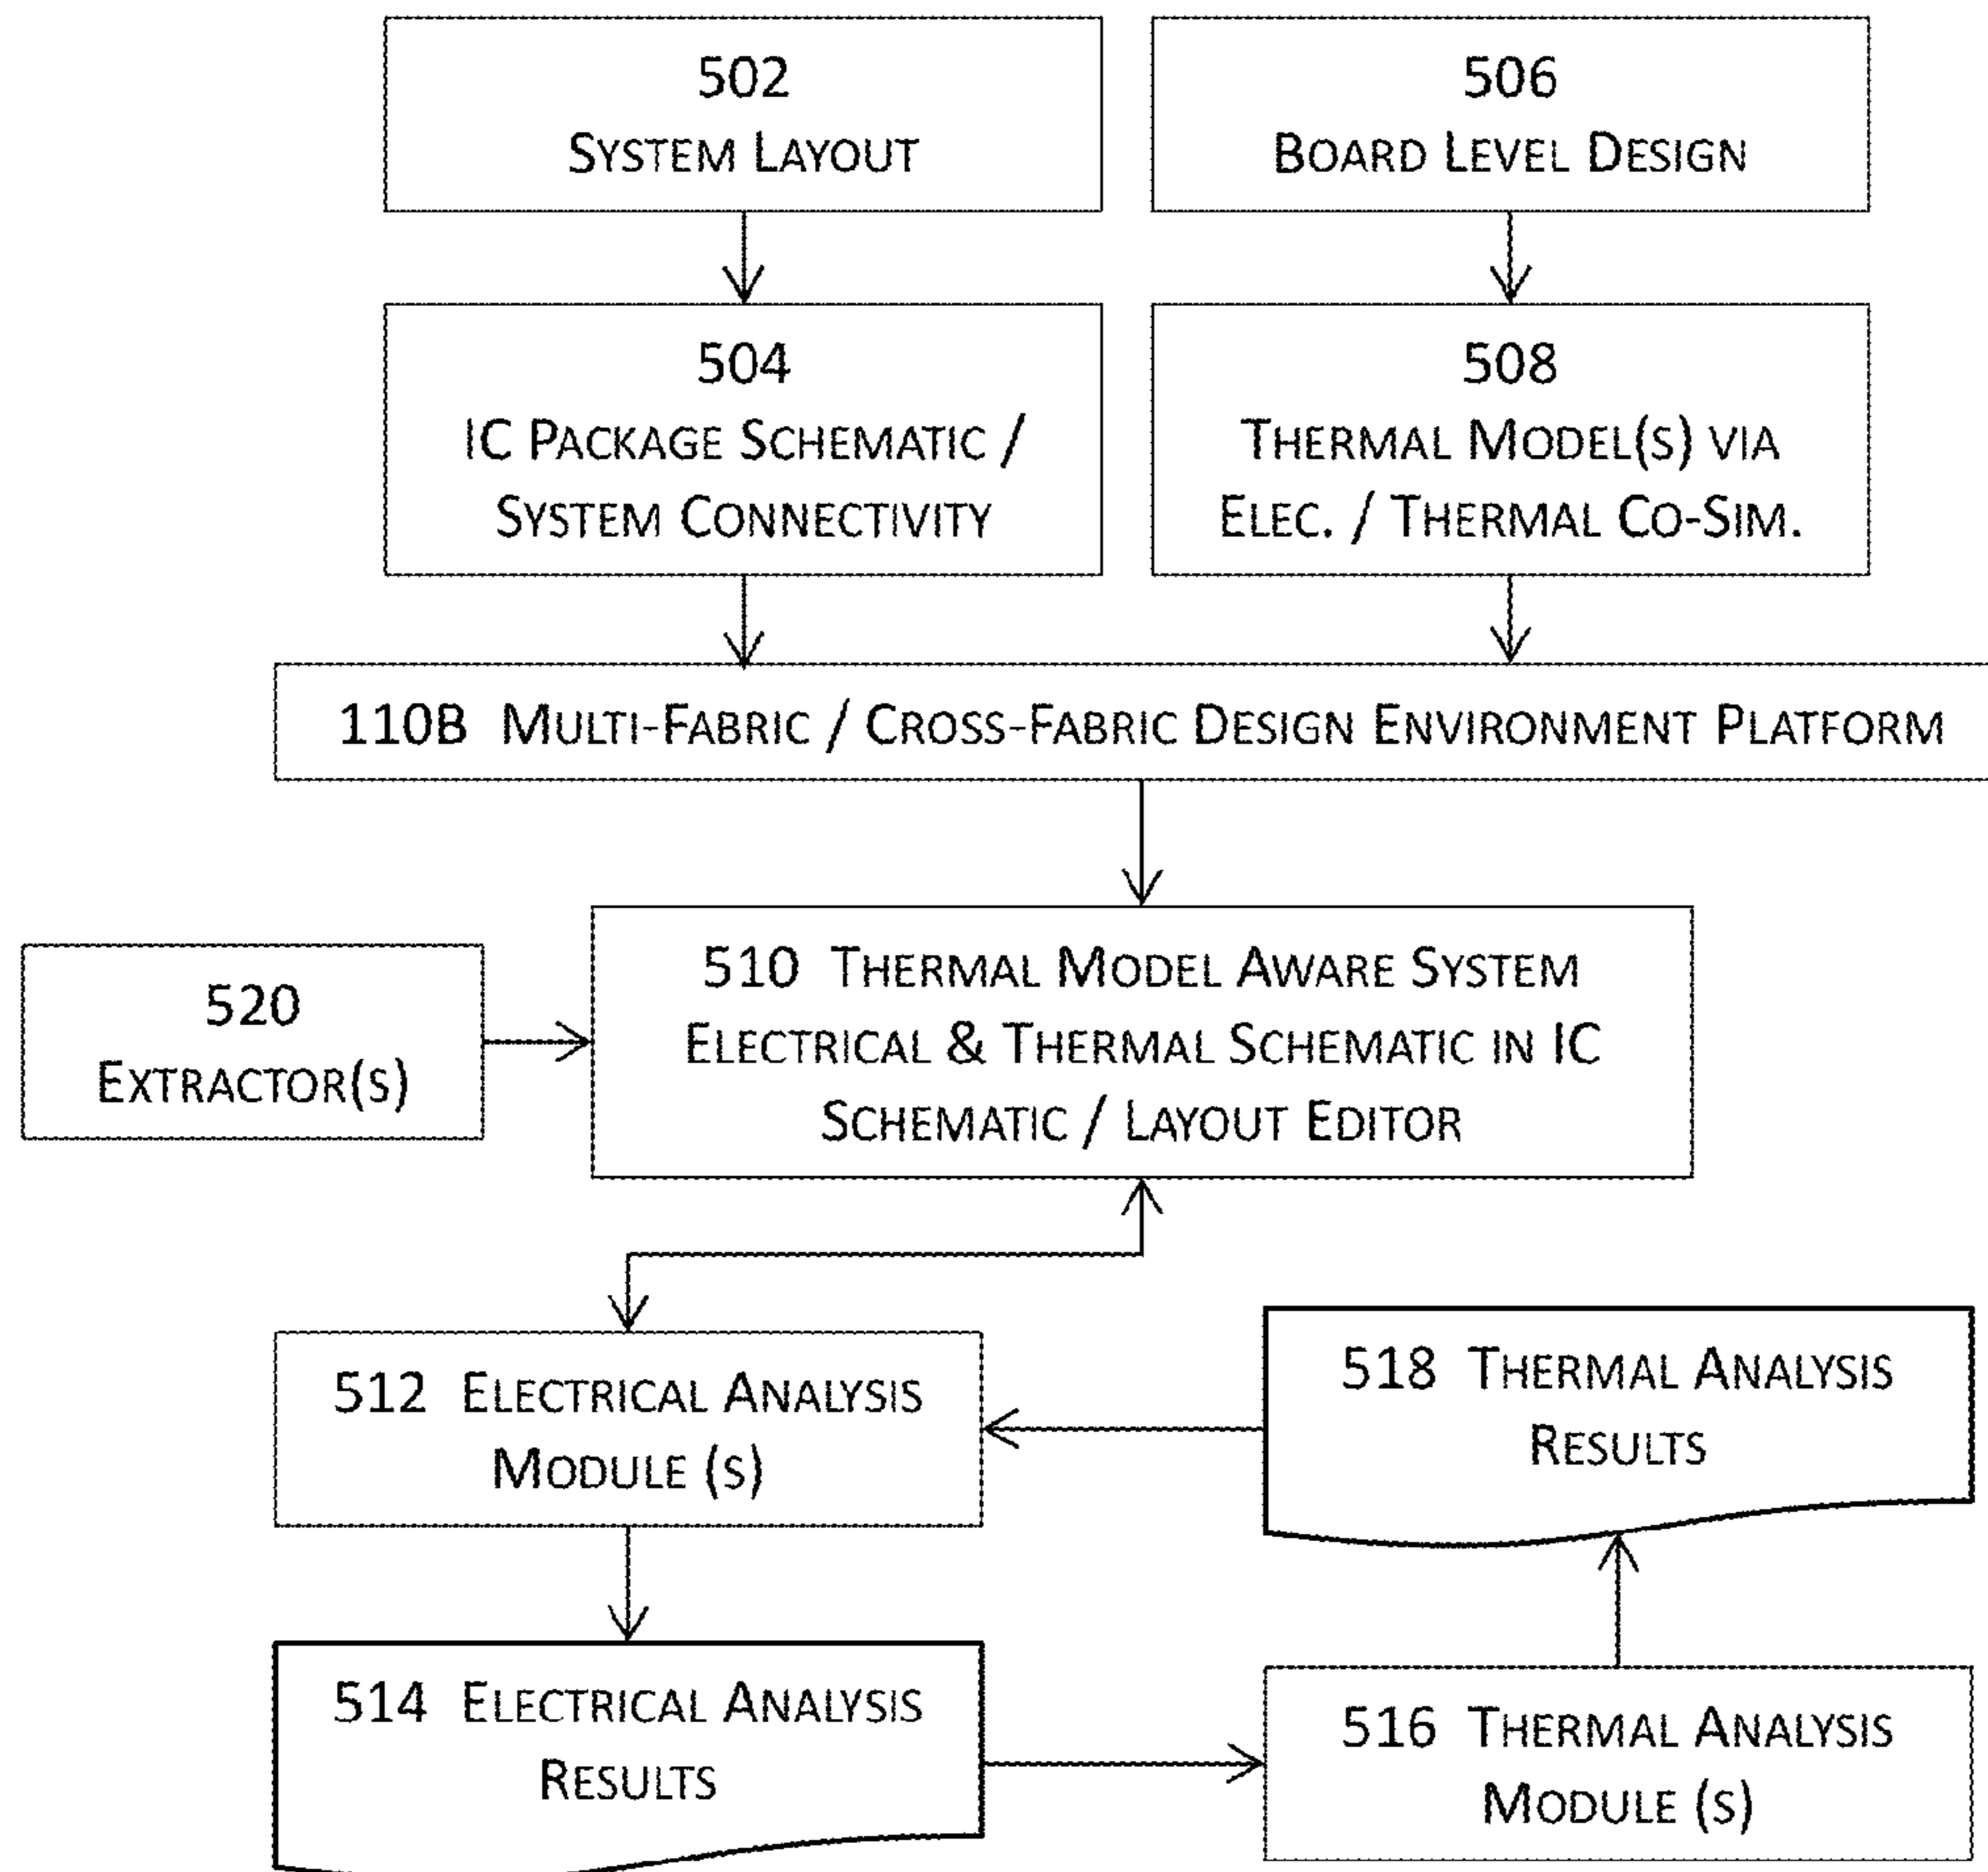 502
System Layout
506
Board Level Design
504
IC Package Schematic /
System Connectivity
508
Thermal Model(s) via
Elec. / Thermal Co-Sim.
110B Multi-Fabric / Cross-Fabric Design Environment Platform
510 Thermal Model Aware System
Electrical & Thermal Schematic in IC
Schematic / Layout Editor
520
Extractor(s)
512 Electrical Analysis
Module (s)
518 Thermal Analysis
Results
514 Electrical Analysis
Results
516 Thermal Analysis
Module (s)